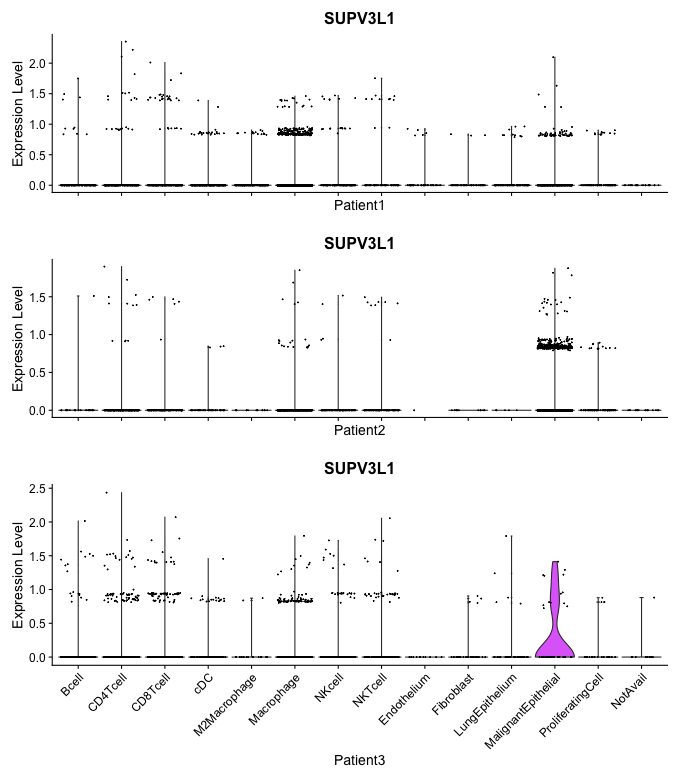 SUPV3L1
Expression Level
2.0
1.5
1.0
0.5
0.0
Patient1
SUPV3L1
Expression Level
1.5
1.0
0.5
0.0
Patient2
SUPV3L1
Expression Level
2.5
2.0
1.5
1.0
0.5
0.0
Bcell
CD4Tcell
CD8Tcell
cDC
M2Macrophage
Macrophage
NKcell
NKTcell
Endothelium
Fibroblast
LungEpithelium
MalignantEpithelial
ProliferatingCell
NotAvail
Patient3